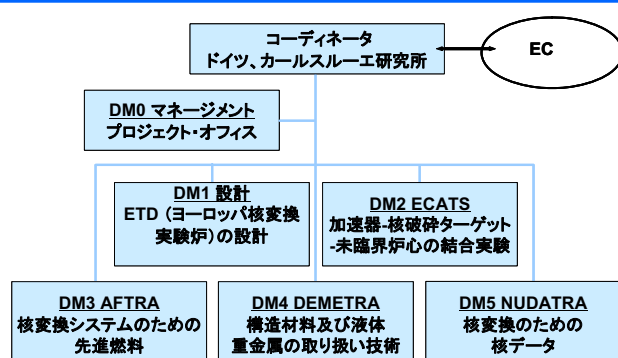 コーディネータ
ドイツ、カールスルーエ研究所
EC
DM0 マネージメント
プロジェクト・オフィス
DM1 設計
ETD (ヨーロッパ核変換
実験炉)の設計
DM2 ECATS
加速器-核破砕ターゲット
-未臨界炉心の結合実験
DM3 AFTRA
核変換システムのための
先進燃料
DM4 DEMETRA
構造材料及び液体
重金属の取り扱い技術
DM5 NUDATRA
核変換のための
核データ